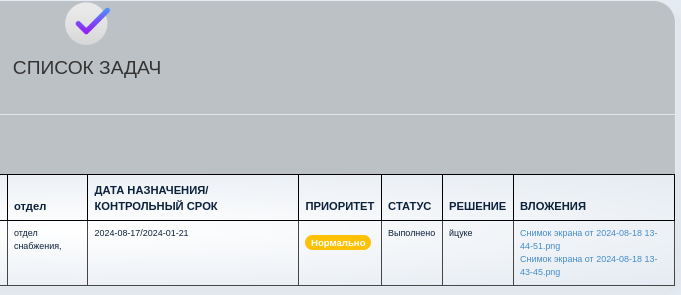 СПИСОК ЗАДАЧ
отдел
ДАТА НАЗНАЧЕНИЯ/
КОНТРОЛЬНЫЙ СРОК
ПРИОРИТЕТ
СТАТУС
РЕШЕНИЕ
ВЛОЖЕНИЯ
отдел
снабжения,
2024-08-17/2024-01-21
Нормально
Выполнено
йцуке
Снимок экрана от 2024-08-18 13-
44-51.png
Снимок экрана от 2024-08-18 13-
43-45.png